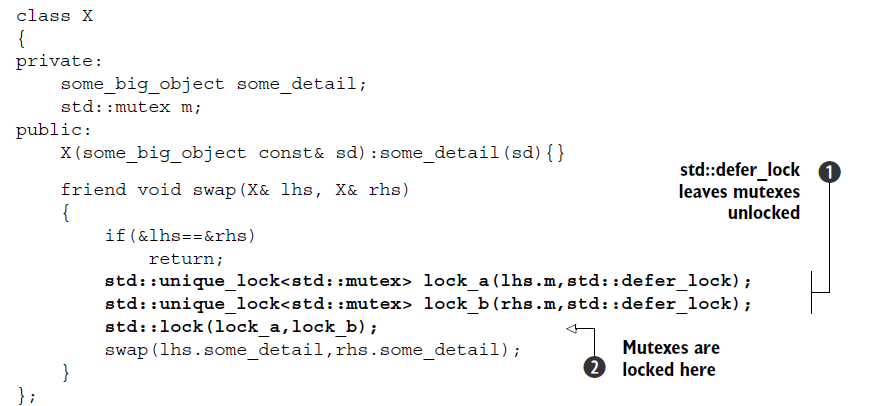 class X
{
private:
    some_big_object some_detail;
    std::mutex m;
public:
    X(some_big_object const& sd):some_detail(sd){}
    friend void swap(X& lhs, X& rhs)
    {
        if(&lhs==&rhs)
            return;
        std::unique_lock<std::mutex> lock_a(lhs.m,std::defer_lock);
        std::unique_lock<std::mutex> lock_b(rhs.m,std::defer_lock);
        std::lock(lock_a,lock_b);
        swap(lhs.some_detail,rhs.some_detail);
    }
};
std::defer_lock
leaves mutexes
unlocked
1
Mutexes are
locked here
2